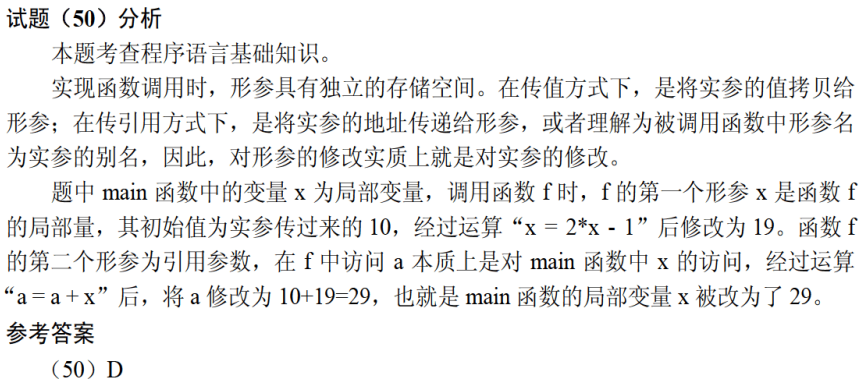 试题（50）分析
本题考查程序语言基础知识。
实现函数调用时，形参具有独立的存储空间。在传值方式下，是将实参的值拷贝给
形参；在传引用方式下，是将实参的地址传递给形参，或者理解为被调用函数中形参名
为实参的别名，因此，对形参的修改实质上就是对实参的修改。
题中 main 函数中的变量 x 为局部变量，调用函数 f 时，f 的第一个形参 x 是函数 f
的局部量，其初始值为实参传过来的 10，经过运算“x = 2*x - 1”后修改为 19。函数 f
的第二个形参为引用参数，在 f 中访问 a 本质上是对 main 函数中 x 的访问，经过运算
“a = a + x”后，将 a 修改为 10+19=29，也就是 main 函数的局部变量 x 被改为了 29。
参考答案
（50）D